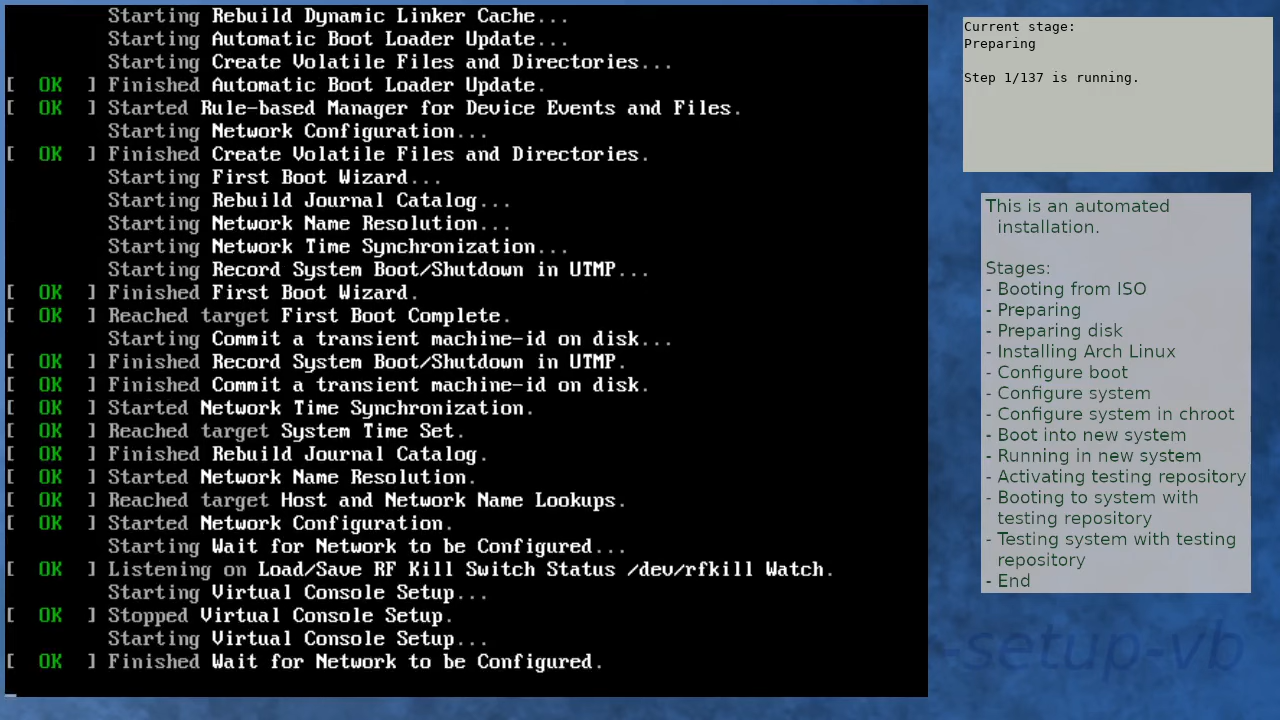 Starting Rebuild Dynamic Linker Cache...
Starting Automatic Boot Loader Update...
Starting Create Volatile Files and Directories...
[ OK ] Finished Automatic Boot Loader Update.
[ OK ] Started Rule-based Manager for Device Events and Files.
Starting Network Configuration...
[ OK ] Finished Create Volatile Files and Directories.
Starting First Boot Wizard...
Starting Rebuild Journal Catalog...
Starting Network Name Resolution...
Starting Network Time Synchronization...
Starting Record System Boot/Shutdown in UTMP...
[ OK ] Finished First Boot Wizard.
[ OK ] Reached target First Boot Complete.
Starting Commit a transient machine-id on disk...
[ OK ] Finished Record System Boot/Shutdown in UTMP.
[ OK ] Finished Commit a transient machine-id on disk.
[ OK ] Started Network Time Synchronization.
[ OK ] Reached target System Time Set.
[ OK ] Finished Rebuild Journal Catalog.
[ OK ] Started Network Name Resolution.
[ OK ] Reached target Host and Network Name Lookups.
[ OK ] Started Network Configuration.
Starting Wait for Network to be Configured...
[ OK ] Listening on Load/Save RF Kill Switch Status /dev/rfkill Watch.
Starting Virtual Console Setup...
[ OK ] Stopped Virtual Console Setup.
Starting Virtual Console Setup...
[ OK ] Finished Wait for Network to be Configured.
Current stage:
Preparing
Step 1/137 is running.
This is an automated
installation.
Stages:
- Booting from ISO
- Preparing
- Preparing disk
- Installing Arch Linux
- Configure boot
- Configure system
- Configure system in chroot
- Boot into new system
- Running in new system
- Activating testing repository
- Booting to system with
testing repository
- Testing system with testing
repository
- End
-setup-vb